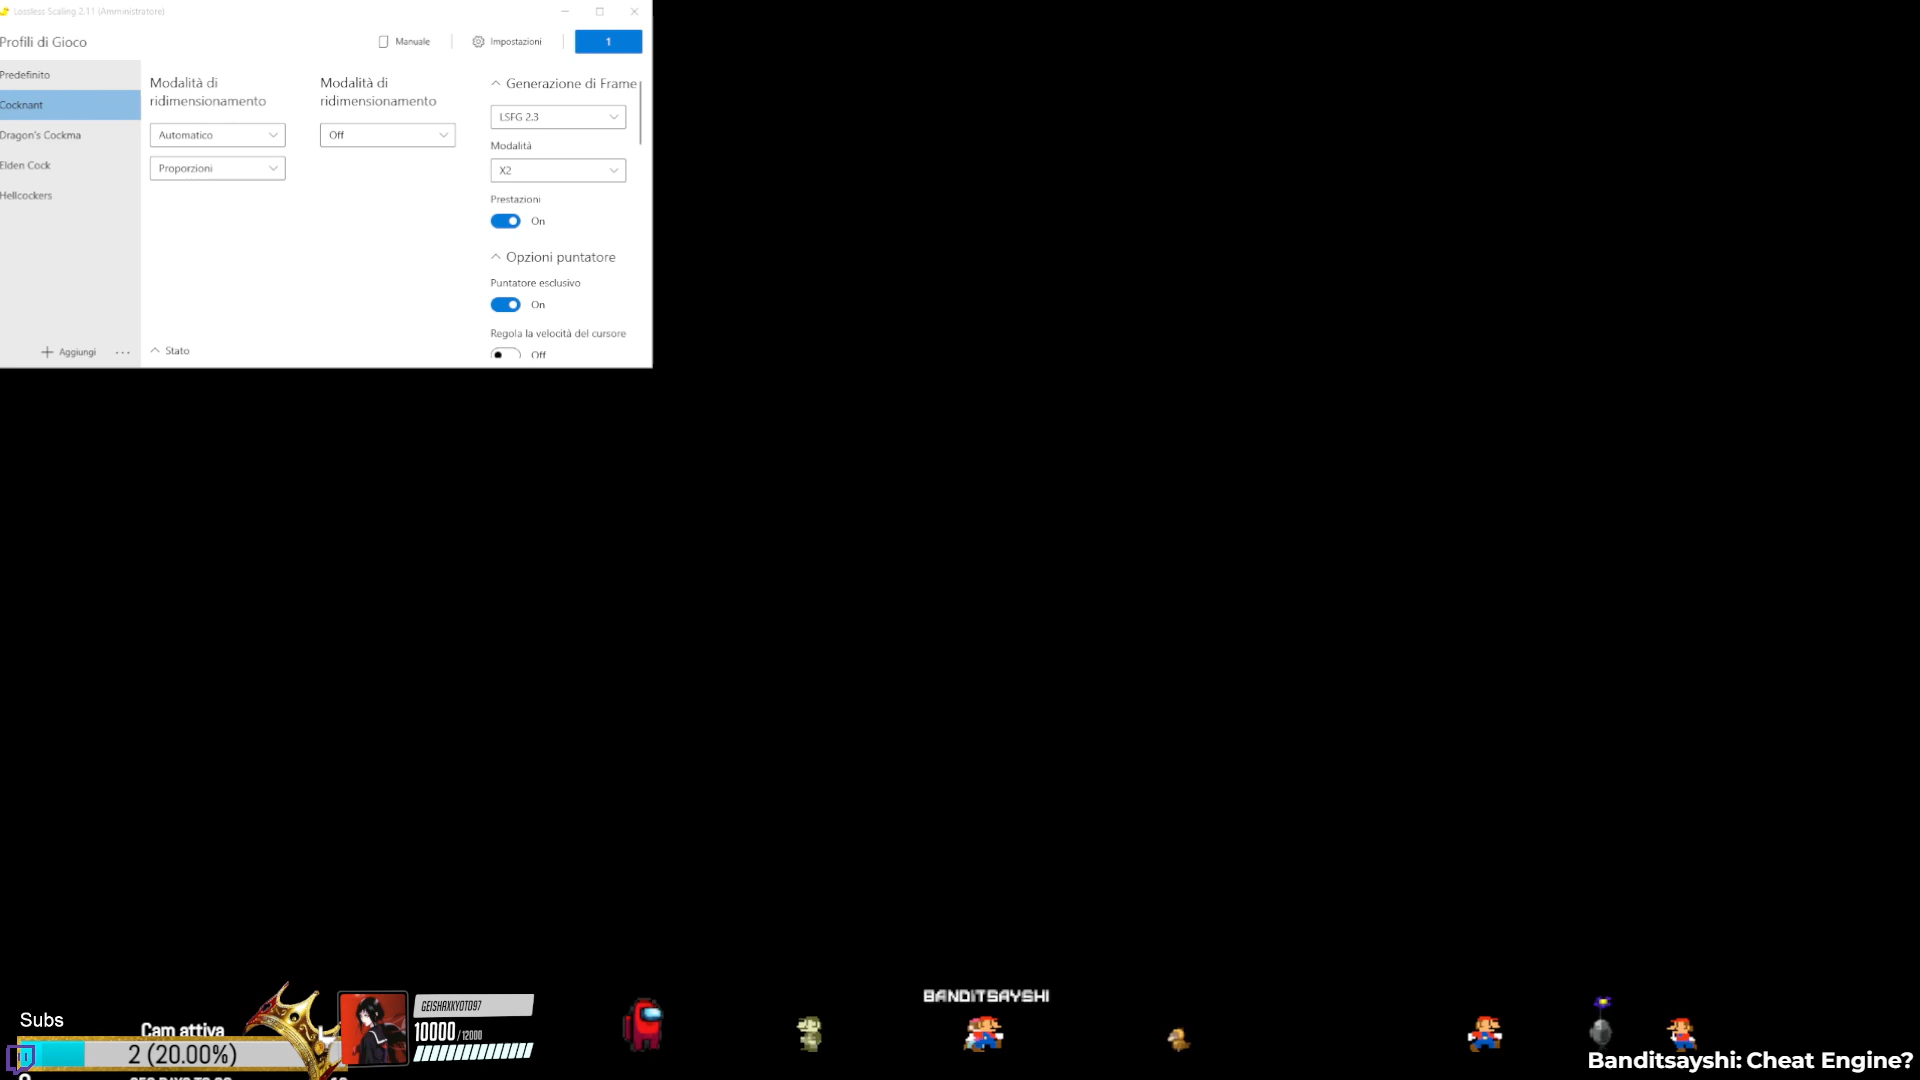 Lossless Scaling 2.11 (Amministratore)
Profili di Gioco
Manuale
Impostazioni
1
Predefinito
Cocknant
Dragon's Cockma
Elden Cock
Hellcockers
Aggiungi
...
Modalità di
ridimensionamento
Automatico
Proporzioni
Stato
Modalità di
ridimensionamento
Off
Generazione di Frame
LSFG 2.3
Modalità
X2
Prestazioni
On
Opzioni puntatore
Puntatore esclusivo
On
Regola la velocità del cursore
Off
BANDITSAYSHI
Subs
Cam attiva
2 (20.00%)
GEISHAXKYOTO97
10000 / 12000
Banditsayshi: Cheat Engine?